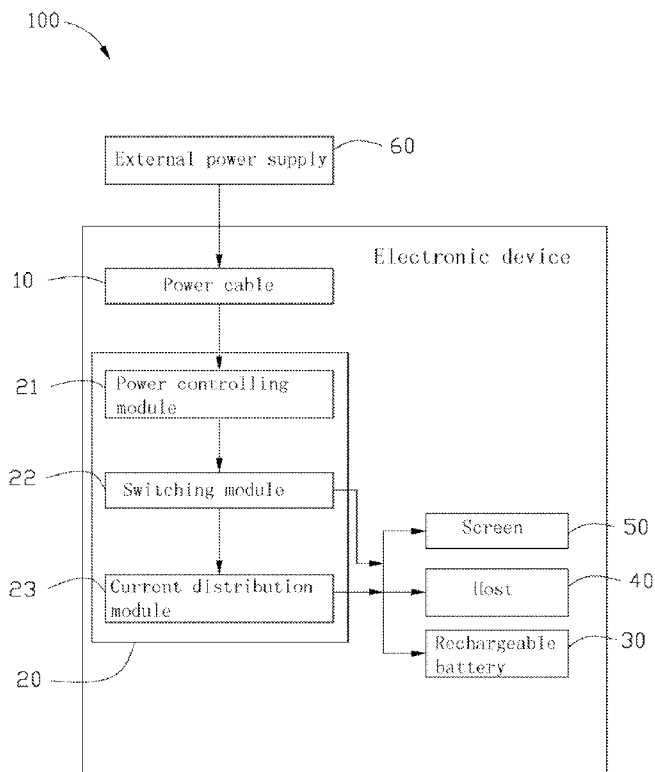 100
External power supply
60
Electronic device
10
Power cable
21
Power controlling
module
22
Switching module
Screen
50
23
Current distribution
module
Host
40
Rechargeable
battery
30
20